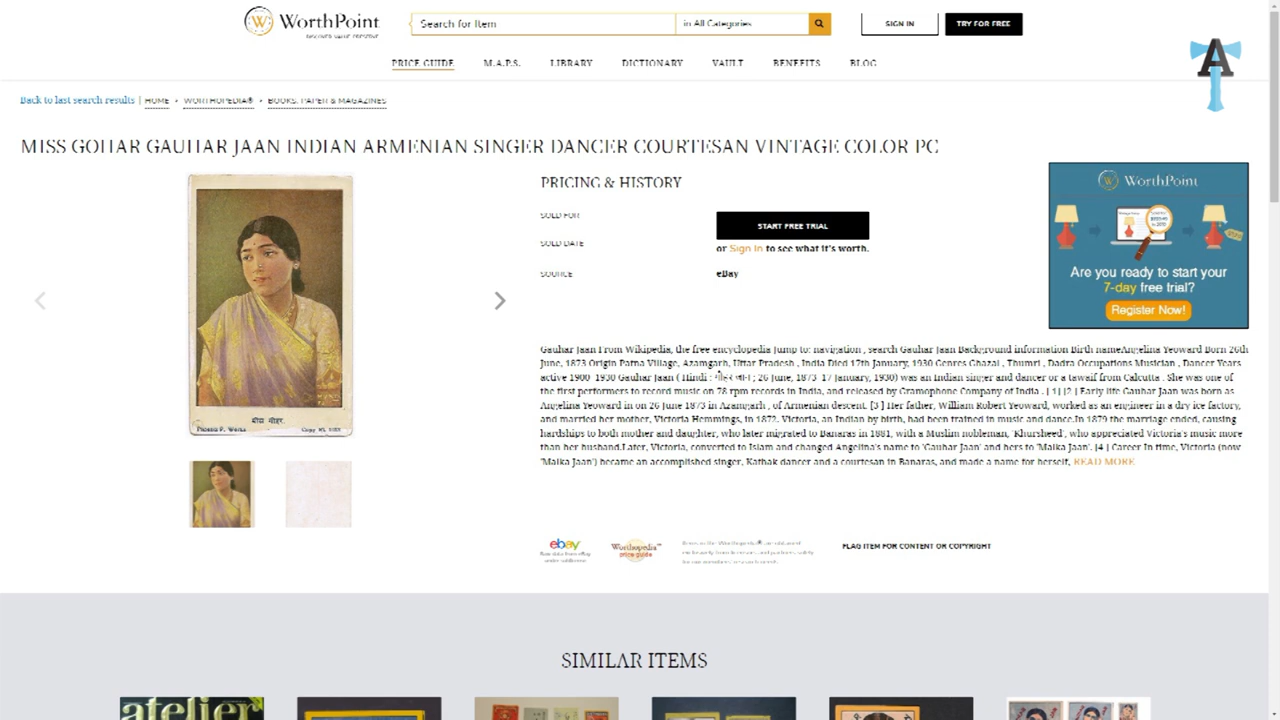 WorthPoint
DISCOVER VALUE PRESERVE
Search for Item
in All Categories
SIGN IN
TRY FOR FREE
PRICE GUIDE
M.A.P.S.
LIBRARY
DICTIONARY
VAULT
BENEFITS
BLOG
Back to last search results | HOME • WORTHOPEDIA® • BOOKS, PAPER & MAGAZINES
MISS GOHAR GAUHAR JAAN INDIAN ARMENIAN SINGER DANCER COURTESAN VINTAGE COLOR PC
PRICING & HISTORY
SOLD FOR
START FREE TRIAL
SOLD DATE
or Sign In to see what it's worth.
SOURCE
eBay
WorthPoint
Are you ready to start your
7-day free trial?
Register Now!
Gauhar Jaan From Wikipedia, the free encyclopedia Jump to: navigation , search Gauhar Jaan Background information Birth nameAngelina Yeoward Born 26th
June, 1873 Origin Patna Village, Azamgarh, Uttar Pradesh , India Died 17th January, 1930 Genres Ghazal , Thumri , Dadra Occupations Musician , Dancer Years
active 1900–1930 Gauhar Jaan ( Hindi : ; 26 June, 1873–17 January, 1930) was an Indian singer and dancer or a tawaif from Calcutta . She was one of
the first performers to record music on 78 rpm records in India, and released by Gramophone Company of India . [ 1] [2 ] Early life Gauhar Jaan was born as
Angelina Yeoward in on 26 June 1873 in Azamgarh , of Armenian descent. [3 ] Her father, William Robert Yeoward, worked as an engineer in a dry ice factory,
and married her mother, Victoria Hemmings, in 1872. Victoria, an Indian by birth, had been trained in music and dance.In 1879 the marriage ended, causing
hardships to both mother and daughter, who later migrated to Banaras in 1881, with a Muslim nobleman, 'Khursheed', who appreciated Victoria's music more
than her husband.Later, Victoria, converted to Islam and changed Angelina's name to 'Gauhar Jaan' and hers to 'Malka Jaan'. [4 ] Career In time, Victoria (now
'Malka Jaan') became an accomplished singer, Kathak dancer and a courtesan in Banaras, and made a name for herself, READ MORE
मीस गौहर.
ebay
Worthopedia™
price guide
FLAG ITEM FOR CONTENT OR COPYRIGHT
SIMILAR ITEMS
atelier